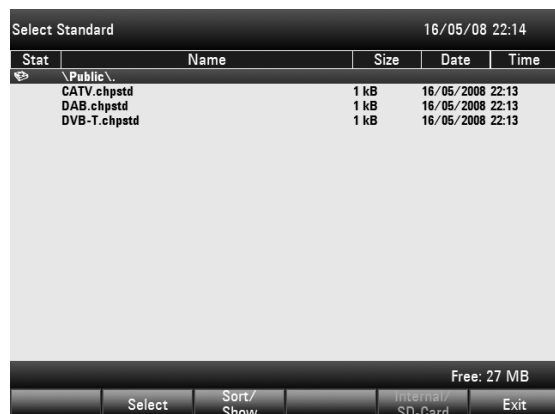 Select Standard 16/05/08 22:14
Stat Name Size Date Time
\Public\.
CATV.chpstd 1 kB 16/05/2008 22:13
DAB.chpstd 1 kB 16/05/2008 22:13
DVB-T.chpstd 1 kB 16/05/2008 22:13
Free: 27 MB
Select Sort/ Show Internal/ SD-Card Exit